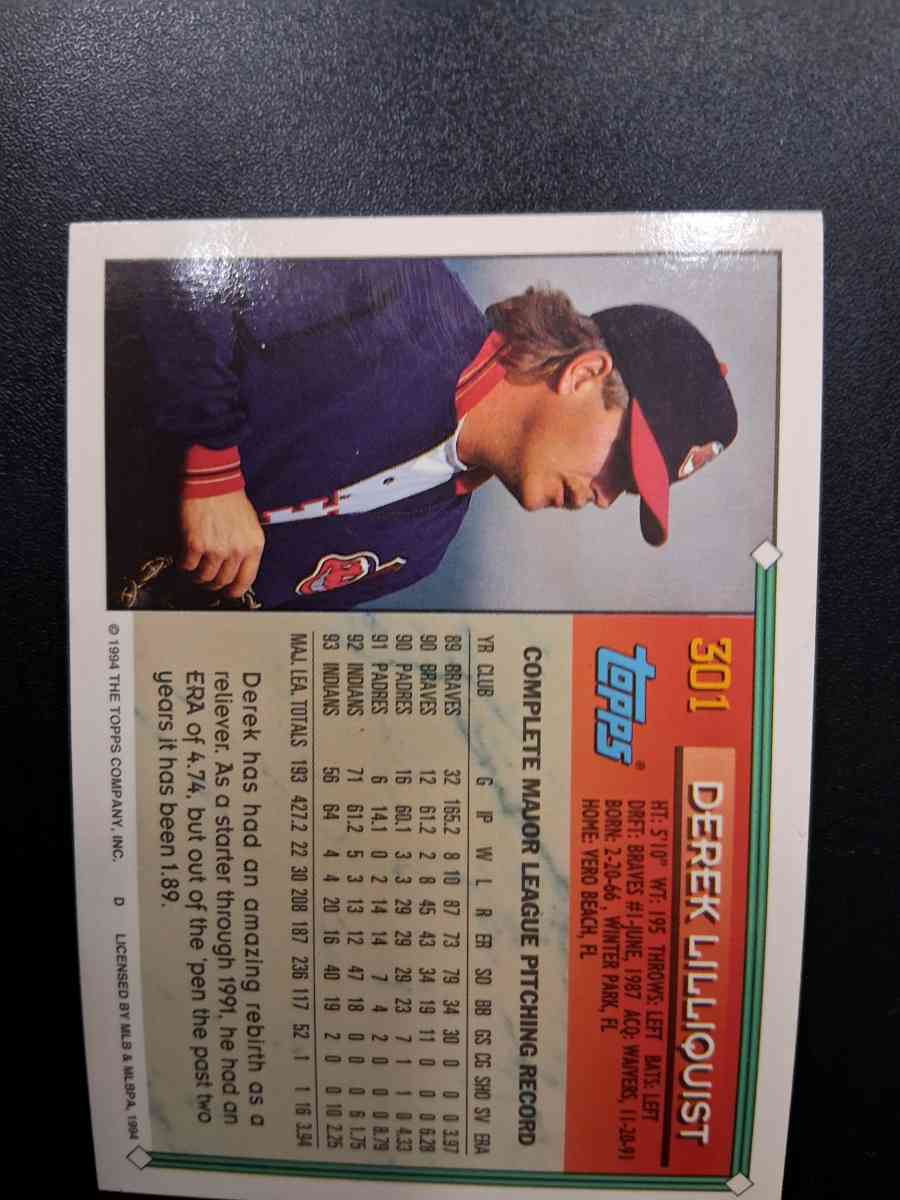 301 DEREK LILLIQUIST
topps®
HT: 5'10" WT: 195 THROWS: LEFT BATS: LEFT
DRFT: BRAVES #1-JUNE, 1987 ACQ: WAIVERS, 11-20-91
BORN: 2-20-66 WINTER PARK, FL
HOME: VERO BEACH, FL
COMPLETE MAJOR LEAGUE PITCHING RECORD
YR CLUB G IP W L R ER SO BB GS CG SHO SV ERA
89 BRAVES 32 165.2 8 10 87 73 79 34 30 0 0 0 3.97
90 BRAVES 12 61.2 2 8 45 43 34 19 11 0 0 0 6.28
90 PADRES 16 60.1 3 3 29 29 29 23 7 1 1 0 4.33
91 PADRES 6 14.1 0 2 14 14 7 4 2 0 0 0 8.79
92 INDIANS 71 61.2 5 3 13 12 47 18 0 0 0 6 1.75
93 INDIANS 56 64 4 4 20 16 40 19 2 0 0 10 2.25
MAJ. LEA. TOTALS 193 427.2 22 30 208 187 236 117 52 1 1 16 3.94
Derek has had an amazing rebirth as a
reliever. As a starter through 1991, he had an
ERA of 4.74, but out of the 'pen the past two
years it has been 1.89.
© 1994 THE TOPPS COMPANY, INC. D LICENSED BY MLB & MLBPA, 1994